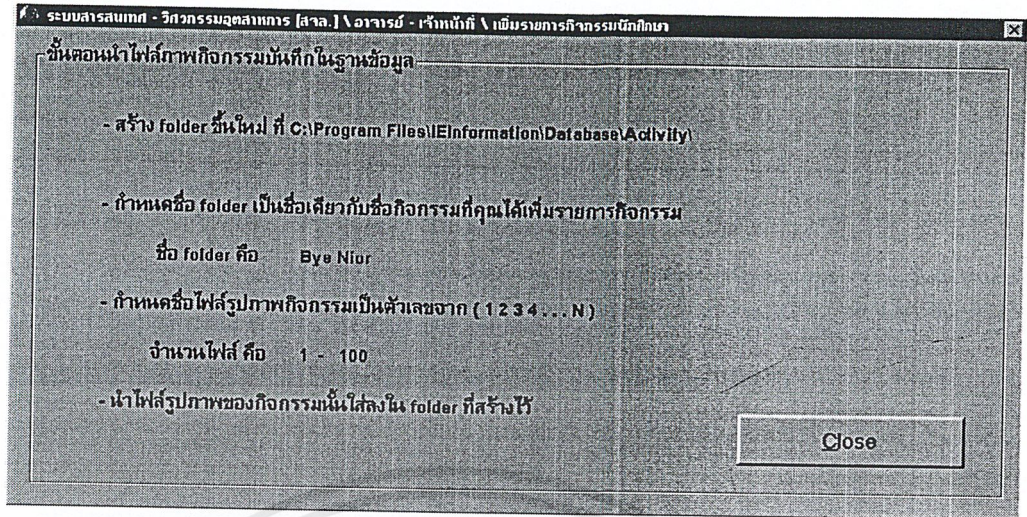 ระบบสารสนเทศ - วิศวกรรมอุตสาหการ [สจล.] \ อาจารย์ - เจ้าหน้าที่ \ เพิ่มรายการกิจกรรมนักศึกษา
ขั้นตอนนำไฟล์ภาพกิจกรรมบันทึกในฐานข้อมูล
- สร้าง folder ขึ้นใหม่ ที่ C:\Program Files\IEInformation\Database\Activity\
- กำหนดชื่อ folder เป็นชื่อเดียวกับชื่อกิจกรรมที่คุณได้เพิ่มรายการกิจกรรม
ชื่อ folder คือ Bye Nior
- กำหนดชื่อไฟล์รูปภาพกิจกรรมเป็นตัวเลขจาก ( 1 2 3 4 . . . N )
จำนวนไฟล์ คือ 1 - 100
- นำไฟล์รูปภาพของกิจกรรมนั้นใส่ลงใน folder ที่สร้างไว้
Close